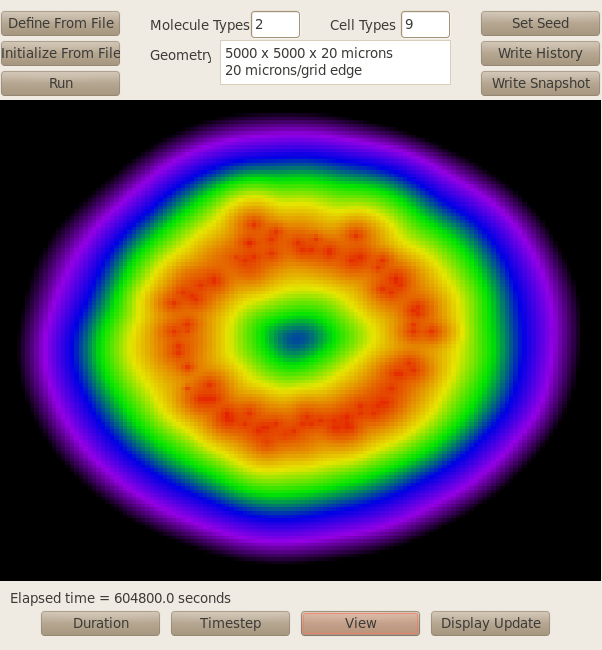 Define From File
Molecule Types 2
Cell Types 9
Set Seed
Initialize From File
Geometry
5000 x 5000 x 20 microns
20 microns/grid edge
Write History
Run
Write Snapshot
Elapsed time = 604800.0 seconds
Duration
Timestep
View
Display Update